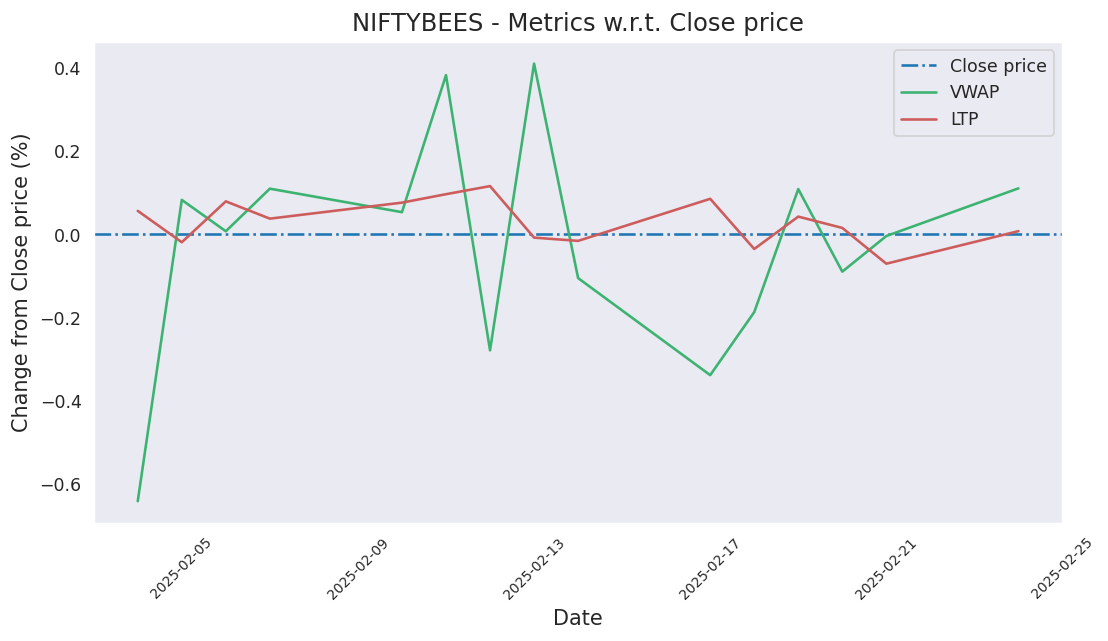 NIFTYBEES - Metrics w.r.t. Close price
Close price
VWAP
LTP
Change from Close price (%)
0.4
0.2
0.0
−0.2
−0.4
−0.6
2025-02-05
2025-02-09
2025-02-13
2025-02-17
2025-02-21
2025-02-25
Date